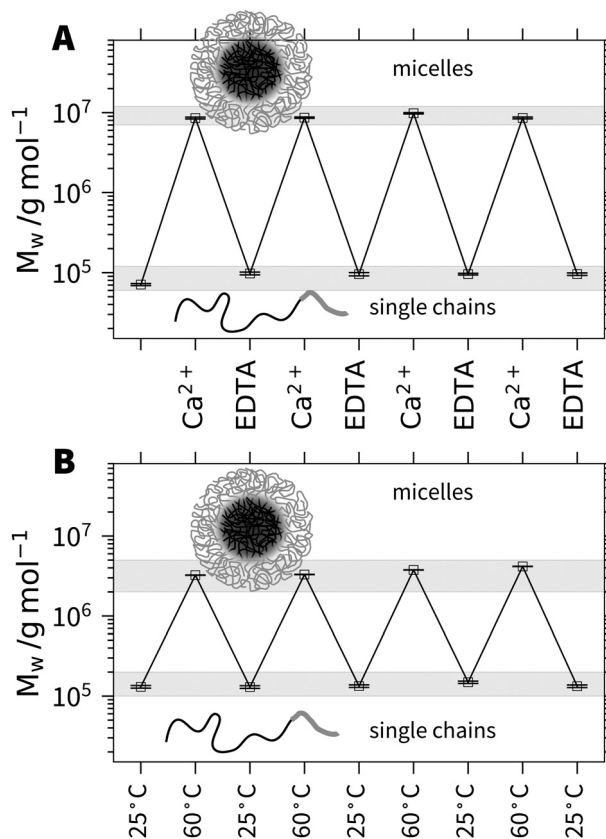 A
micelles
10⁷
10⁶
10⁵
M_w /g mol⁻¹
single chains
Ca²⁺ EDTA Ca²⁺ EDTA Ca²⁺ EDTA Ca²⁺ EDTA
B
micelles
10⁷
10⁶
10⁵
M_w /g mol⁻¹
single chains
25°C 60°C 25°C 60°C 25°C 60°C 25°C 60°C 25°C